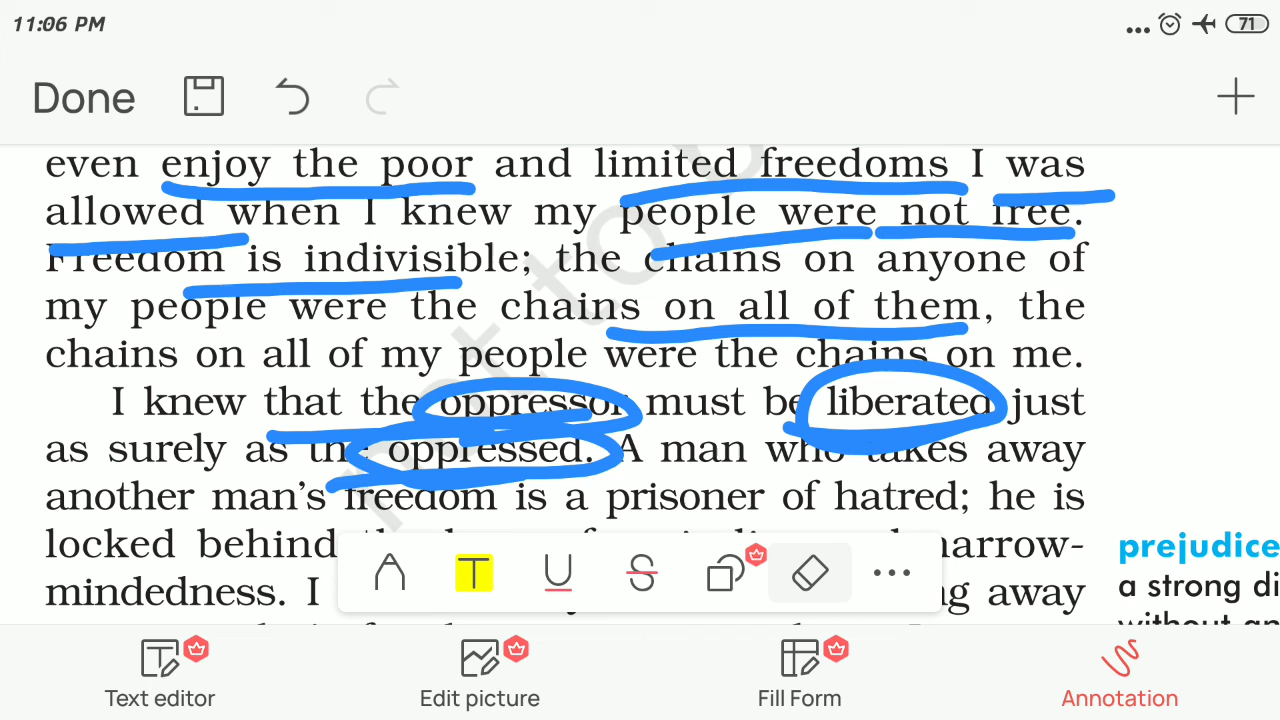 11:06 PM
71
Done
even enjoy the poor and limited freedoms I was
allowed when I knew my people were not free.
Freedom is indivisible; the chains on anyone of
my people were the chains on all of them, the
chains on all of my people were the chains on me.
I knew that the oppressor must be liberated just
as surely as the oppressed. A man who takes away
another man's freedom is a prisoner of hatred; he is
locked behind narrow-
mindedness. I away
prejudice
a strong di
without an
not to
T
U
S
Text editor
Edit picture
Fill Form
Annotation